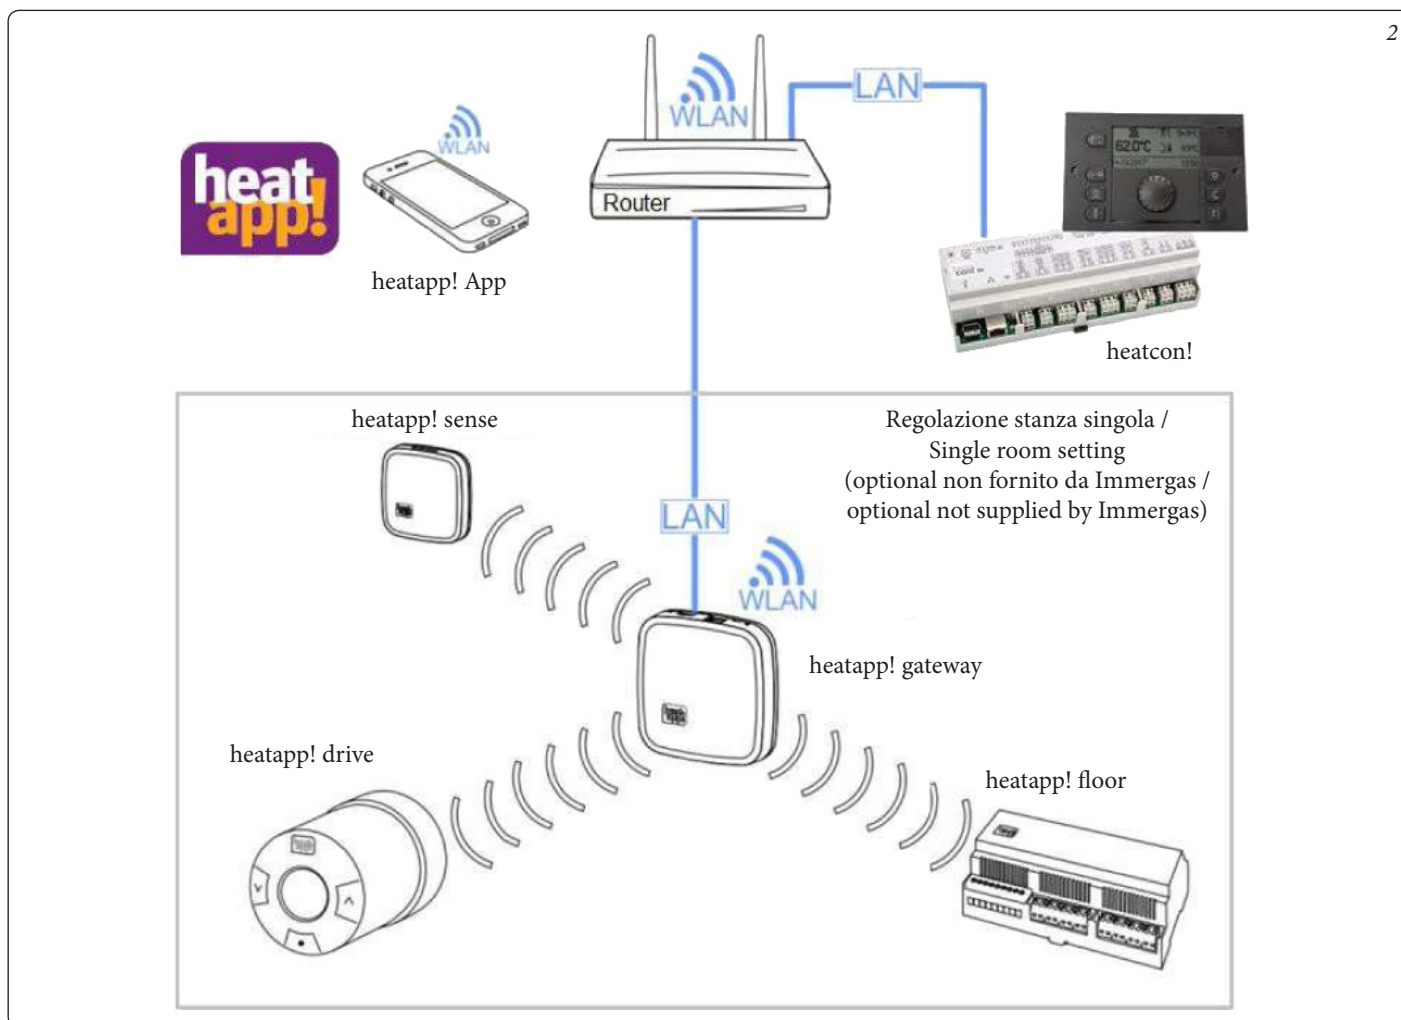 2
WLAN
LAN
WLAN
heat
app!
Router
62.0°C
heatapp! App
heatcon!
heatapp! sense
Regolazione stanza singola /
Single room setting
(optional non fornito da Immergas /
optional not supplied by Immergas)
LAN
WLAN
heatapp! gateway
heatapp! drive
heatapp! floor